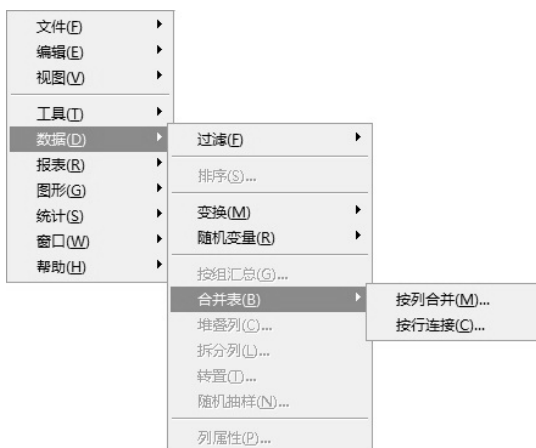 文件(F)
编辑(E)
视图(V)
工具(T)
数据(D)
报表(R)
图形(G)
统计(S)
窗口(W)
帮助(H)
过滤(F)
排序(S)...
变换(M)
随机变量(R)
按组汇总(G)...
合并表(B)
堆叠列(C)...
拆分列(L)...
转置(T)...
随机抽样(N)...
列属性(P)...
按列合并(M)...
按行连接(C)...